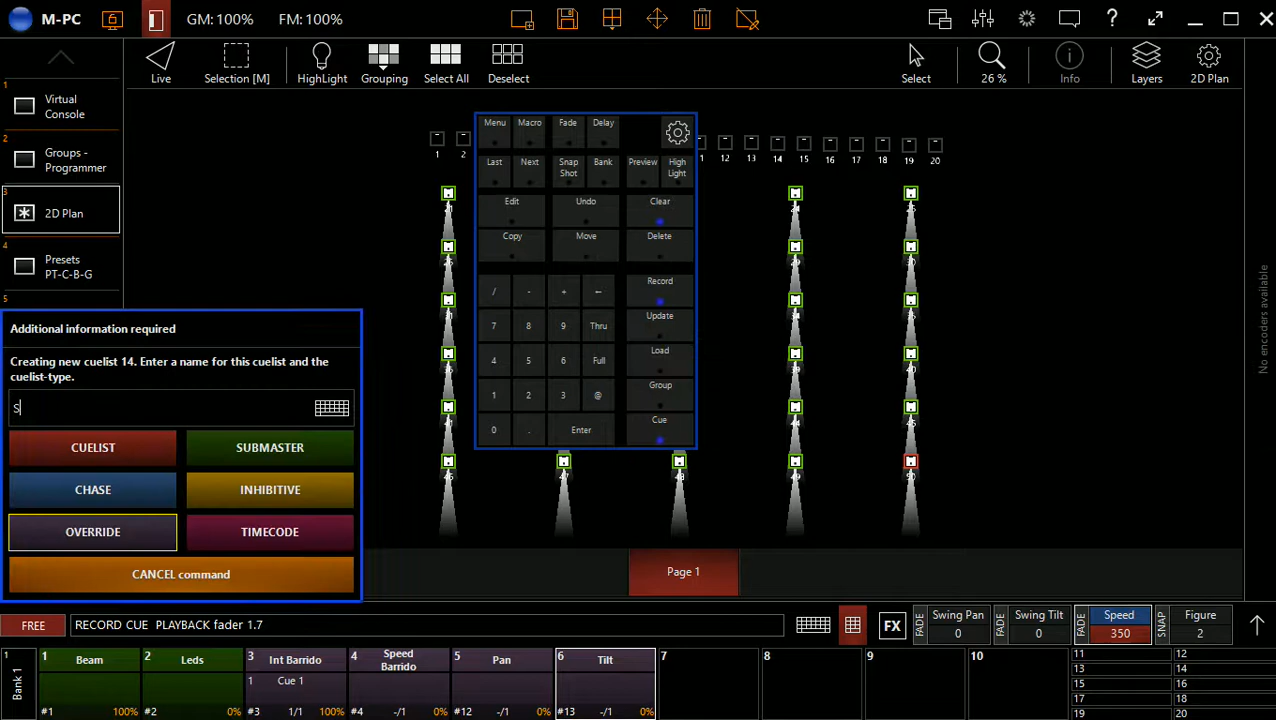 M-PC 6 GM: 100% FM: 100% ?
Live Selection [M] HighLight Grouping Select All Deselect Select 26 % Info Layers 2D Plan
1 Virtual
Console
2 Groups -
Programmer
3 2D Plan
4 Presets
PT-C-B-G
5
1 2 1 12 13 14 15 16 17 18 19 20
Menu Macro Fade Delay
Last Next Snap
Shot Bank Preview High
Light
Edit Undo Clear
Copy Move Delete
/ - + ← Record
7 8 9 Thru Update
4 5 6 Full Load
1 2 3 @ Group
0 . Enter Cue
Additional information required
Creating new cuelist 14. Enter a name for this cuelist and the
cuelist-type.
S
CUELIST SUBMASTER
CHASE INHIBITIVE
OVERRIDE TIMECODE
CANCEL command
No encoders available
Page 1
FREE RECORD CUE  PLAYBACK fader 1.7 FX FADE Swing Pan
0 FADE Swing Tilt
0 FADE Speed
350 SNAP Figure
2
1 Bank 1
1 Beam #1 100%
2 Leds #2 0%
3 Int Barrido 1 Cue 1 #3 1/1 100%
4 Speed
Barrido #4 -/1 0%
5 Pan #12 -/1 0%
6 Tilt #13 -/1 0%
7 8 9 10
11 12
13 14
15 16
17 18
19 20